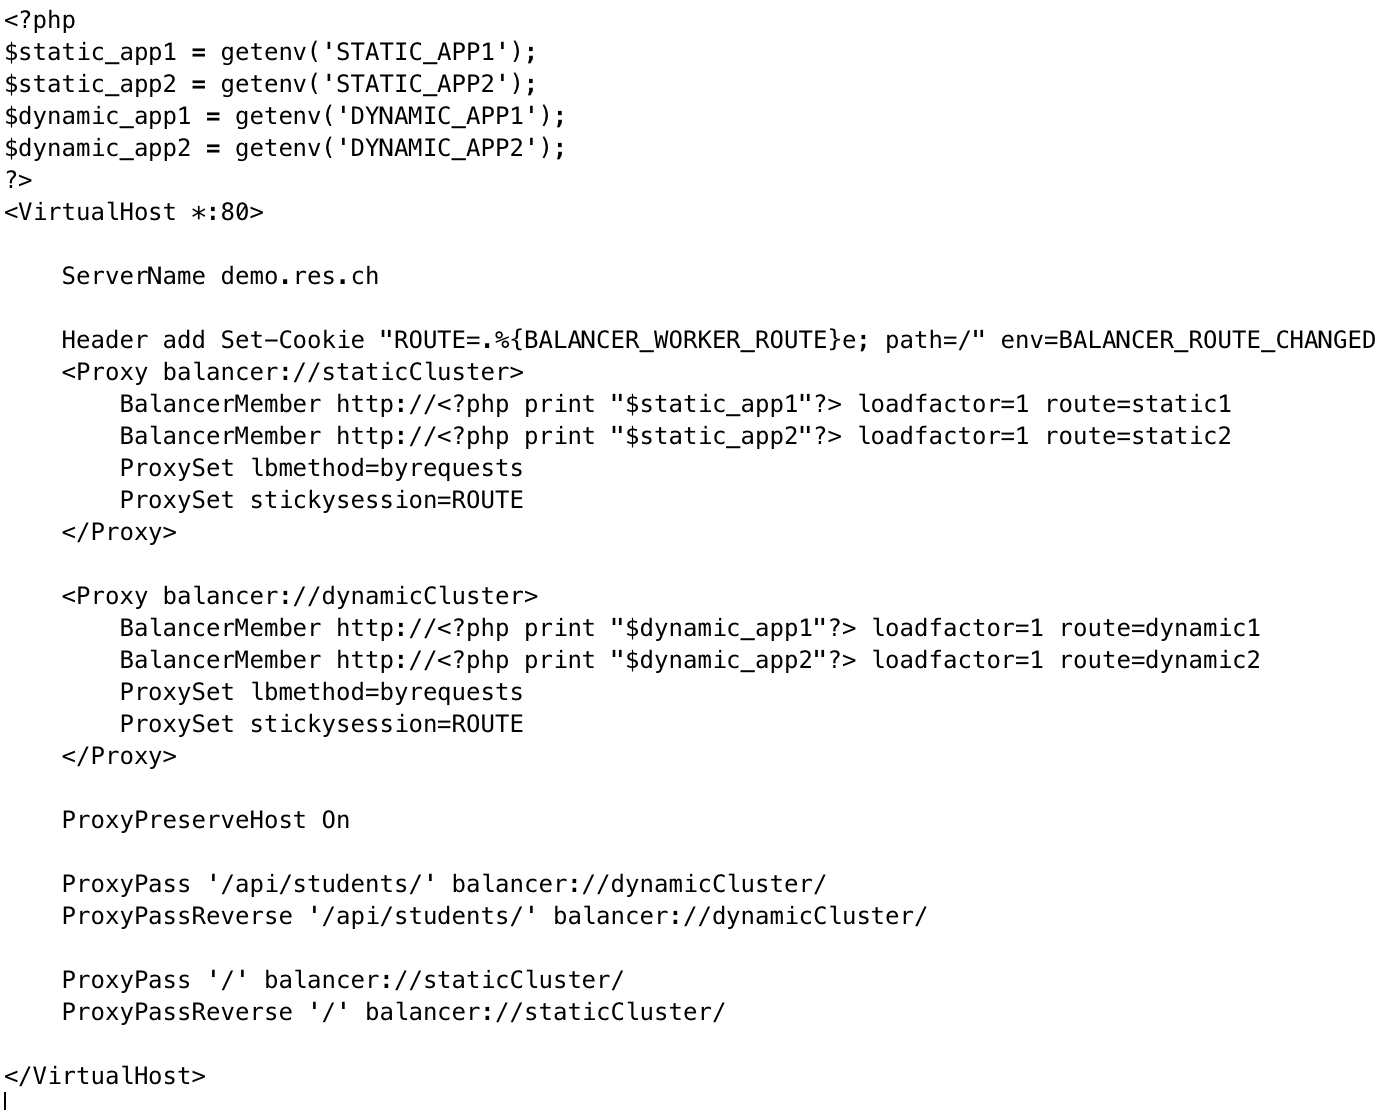 <?php
$static_app1 = getenv('STATIC_APP1');
$static_app2 = getenv('STATIC_APP2');
$dynamic_app1 = getenv('DYNAMIC_APP1');
$dynamic_app2 = getenv('DYNAMIC_APP2');
?>
<VirtualHost *:80>

    ServerName demo.res.ch

    Header add Set-Cookie "ROUTE=.%{BALANCER_WORKER_ROUTE}e; path=/" env=BALANCER_ROUTE_CHANGED
    <Proxy balancer://staticCluster>
        BalancerMember http://<?php print "$static_app1"?> loadfactor=1 route=static1
        BalancerMember http://<?php print "$static_app2"?> loadfactor=1 route=static2
        ProxySet lbmethod=byrequests
        ProxySet stickysession=ROUTE
    </Proxy>

    <Proxy balancer://dynamicCluster>
        BalancerMember http://<?php print "$dynamic_app1"?> loadfactor=1 route=dynamic1
        BalancerMember http://<?php print "$dynamic_app2"?> loadfactor=1 route=dynamic2
        ProxySet lbmethod=byrequests
        ProxySet stickysession=ROUTE
    </Proxy>

    ProxyPreserveHost On

    ProxyPass '/api/students/' balancer://dynamicCluster/
    ProxyPassReverse '/api/students/' balancer://dynamicCluster/

    ProxyPass '/' balancer://staticCluster/
    ProxyPassReverse '/' balancer://staticCluster/

</VirtualHost>